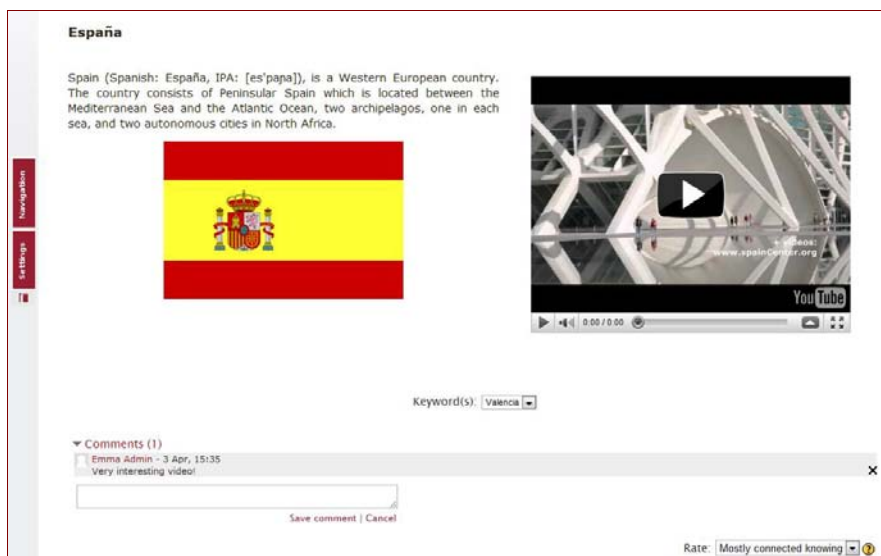 España
Spain (Spanish: España, IPA: [es'paɲa]), is a Western European country.
The country consists of Peninsular Spain which is located between the
Mediterranean Sea and the Atlantic Ocean, two archipelagos, one in each
sea, and two autonomous cities in North Africa.
Navigation
Settings
+ videos:
www.spainCenter.org
YouTube
0:00 / 0:00
Keyword(s): Valencia
Comments (1)
Emma Admin - 3 Apr, 15:35
Very interesting video!
Save comment | Cancel
Rate: Mostly connected knowing